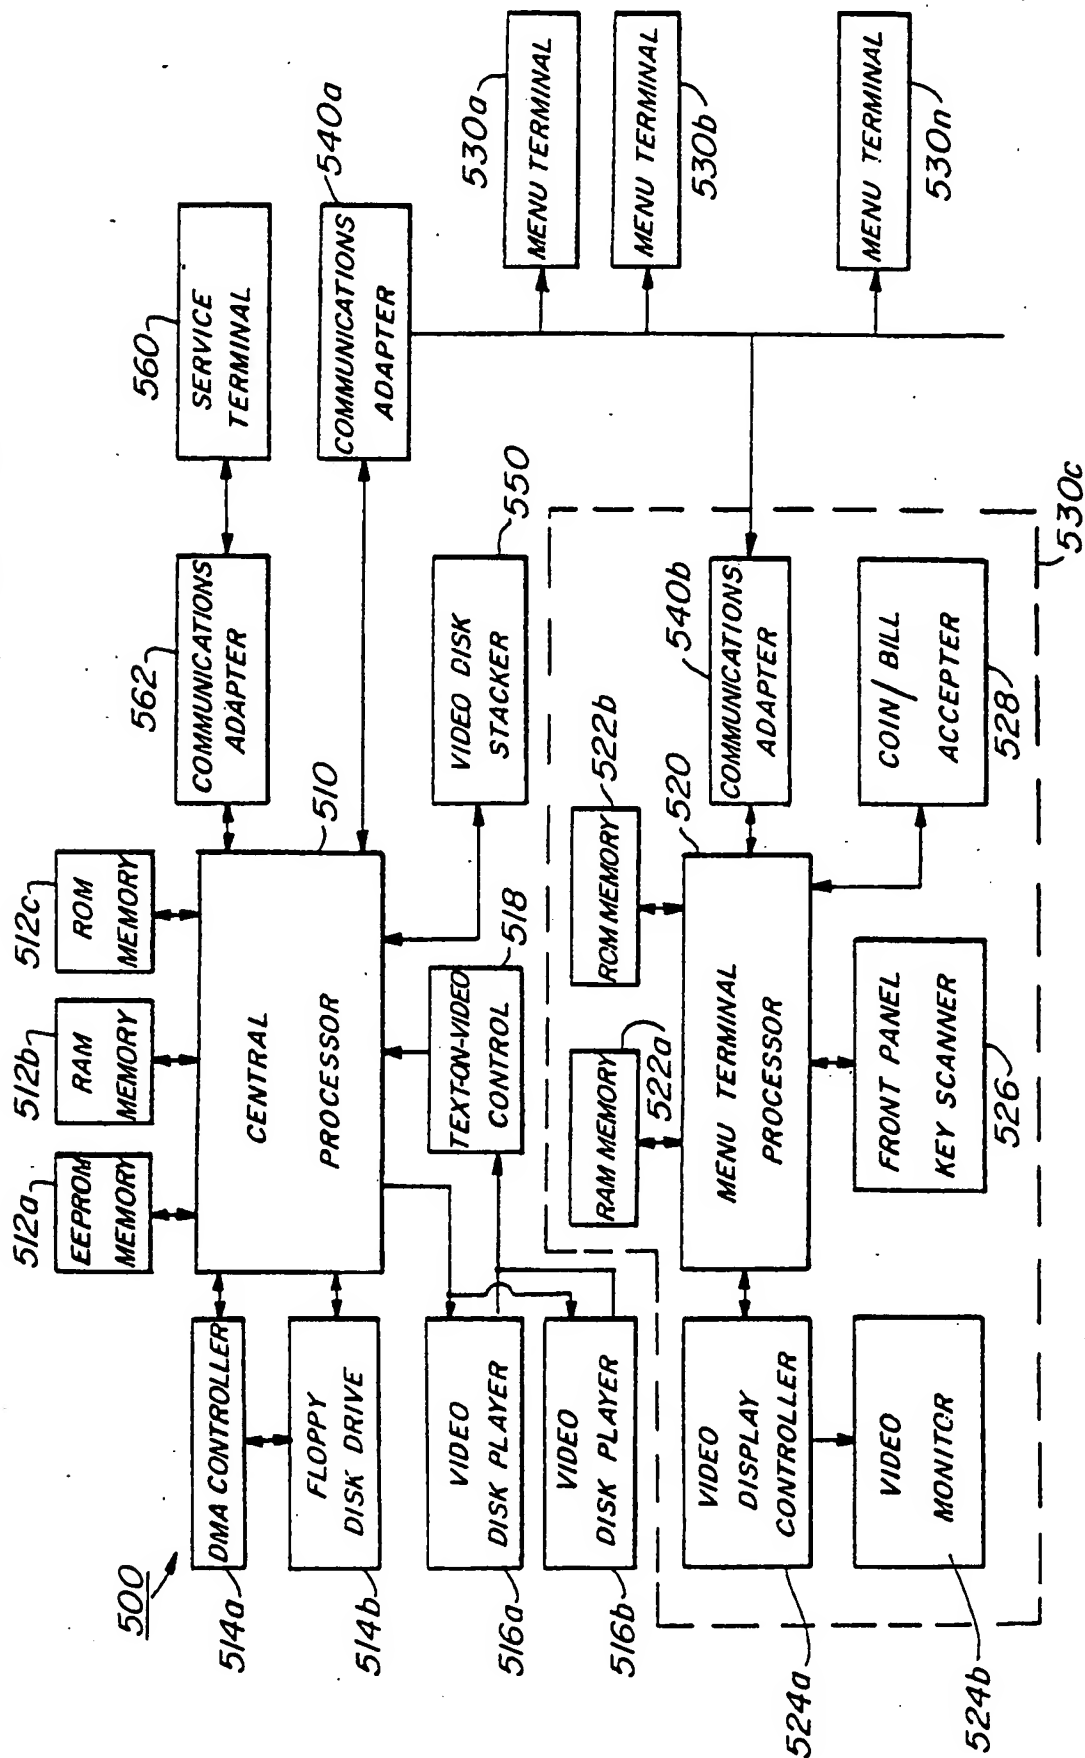 500
512a
EEPROM
MEMORY
512b
RAM
MEMORY
512c
ROM
MEMORY
562
COMMUNICATIONS
ADAPTER
560
SERVICE
TERMINAL
514a
DMA CONTROLLER
514b
FLOPPY
DISK DRIVE
CENTRAL
PROCESSOR
510
COMMUNICATIONS
ADAPTER
540a
516a
VIDEO
DISK PLAYER
516b
VIDEO
DISK PLAYER
TEXT-ON-VIDEO
CONTROL
518
VIDEO DISK
STACKER
550
MENU TERMINAL
530a
MENU TERMINAL
530b
MENU TERMINAL
530n
RAM MEMORY
522a
ROM MEMORY
522b
524a
VIDEO
DISPLAY
CONTROLLER
MENU TERMINAL
PROCESSOR
520
COMMUNICATIONS
ADAPTER
540b
524b
VIDEO
MONITOR
FRONT PANEL
KEY SCANNER
526
COIN/BILL
ACCEPTER
528
530c